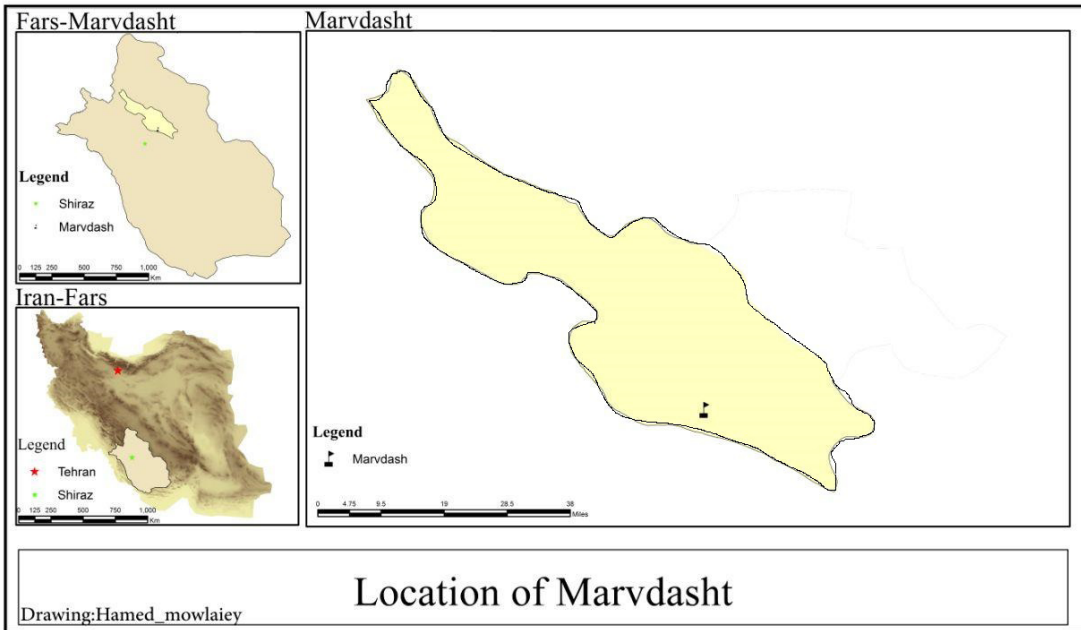 Fars-Marvdasht
Legend
Shiraz
Marvdash
0 125 250 500 750 1,000
Km
Iran-Fars
Legend
Tehran
Shiraz
0 125 250 500 750 1,000
Km
Marvdasht
Legend
Marvdash
0 4.75 9.5 19 28.5 38
Miles
Location of Marvdasht
Drawing:Hamed_mowlaiey